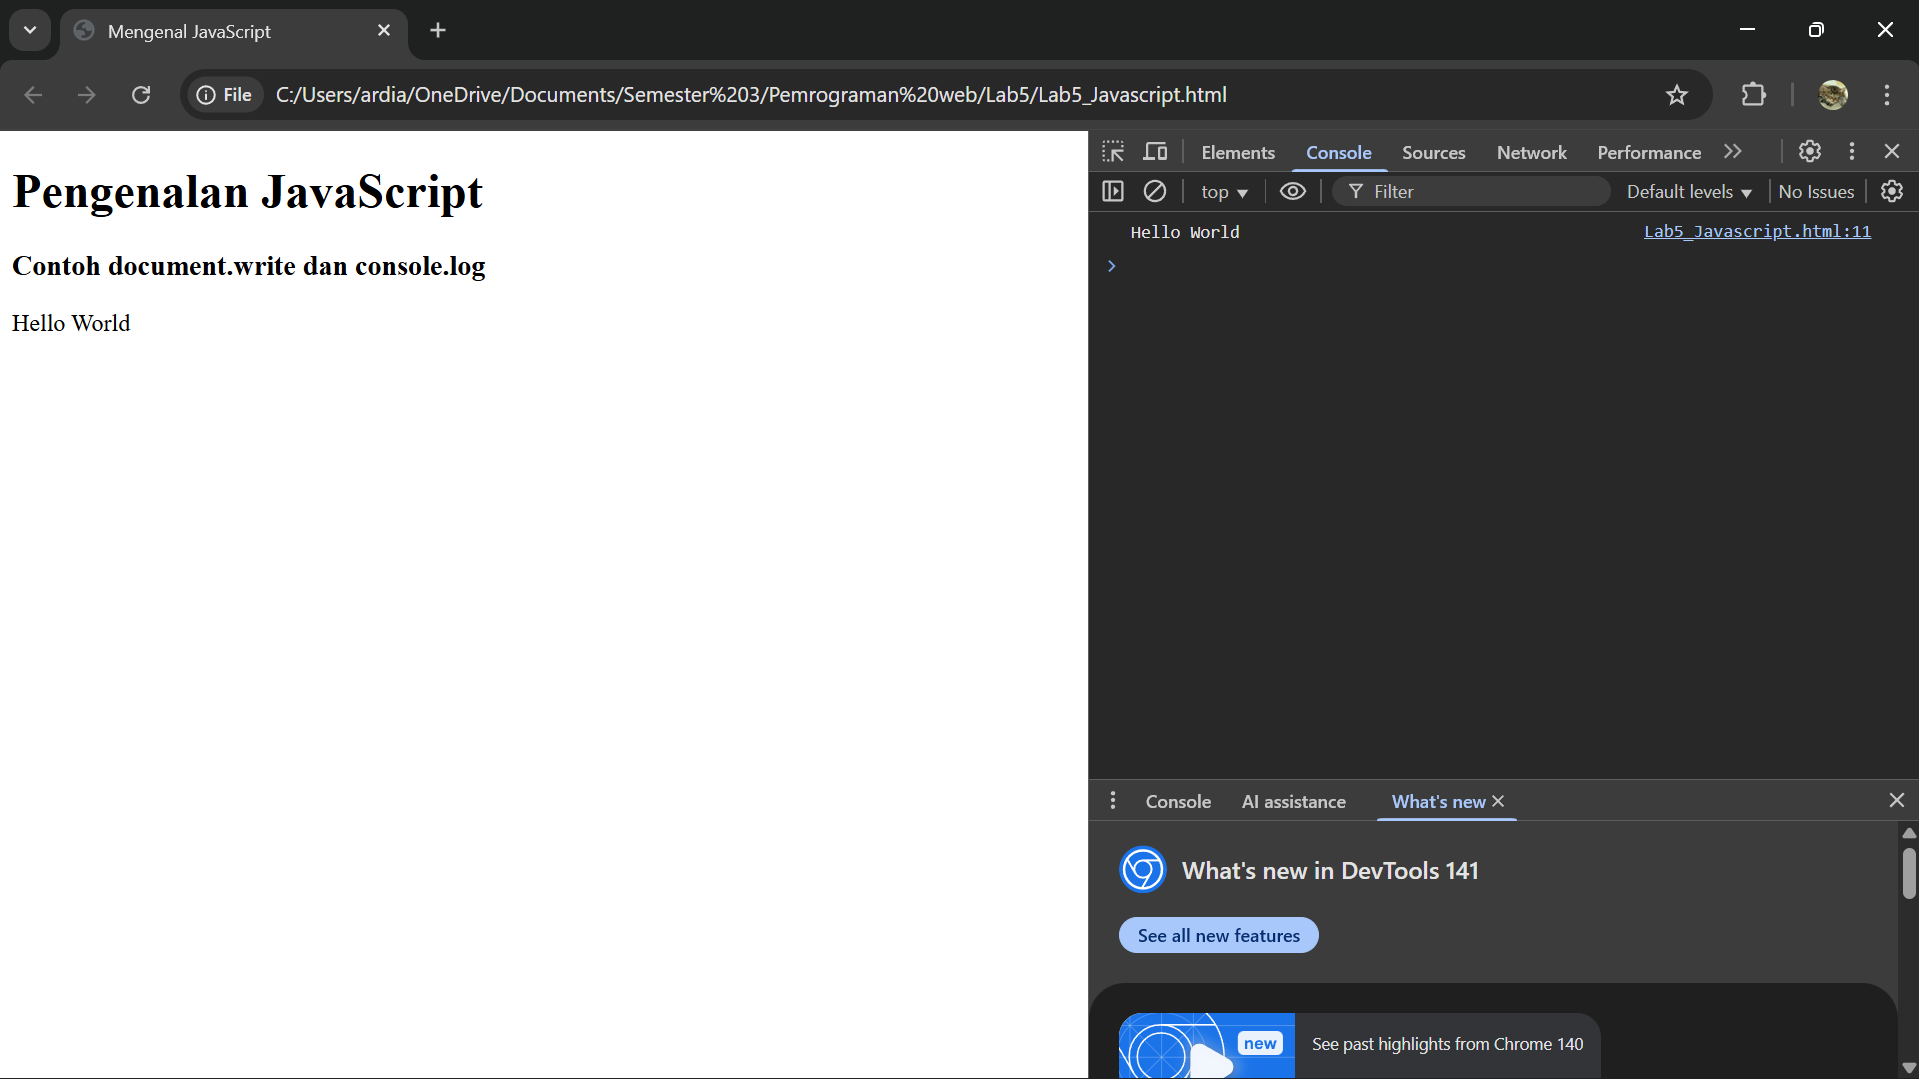 Mengenal JavaScript
File C:/Users/ardia/OneDrive/Documents/Semester%203/Pemrograman%20web/Lab5/Lab5_Javascript.html
Pengenalan JavaScript
Contoh document.write dan console.log
Hello World
Elements Console Sources Network Performance
top Filter Default levels No Issues
Hello World Lab5_Javascript.html:11
Console AI assistance What's new
What's new in DevTools 141
See all new features
new See past highlights from Chrome 140